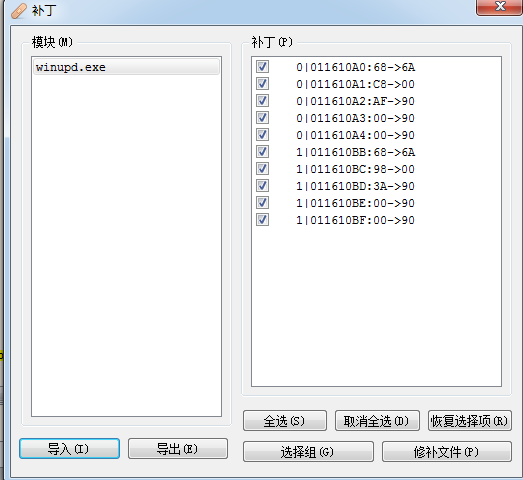 补丁
模块(M)
补丁(P)
winupd.exe
0|011610A0:68->6A
0|011610A1:C8->00
0|011610A2:AF->90
0|011610A3:00->90
0|011610A4:00->90
1|011610BB:68->6A
1|011610BC:98->00
1|011610BD:3A->90
1|011610BE:00->90
1|011610BF:00->90
全选(S)
取消全选(D)
恢复选择项(R)
导入(I)
导出(E)
选择组(G)
修补文件(P)